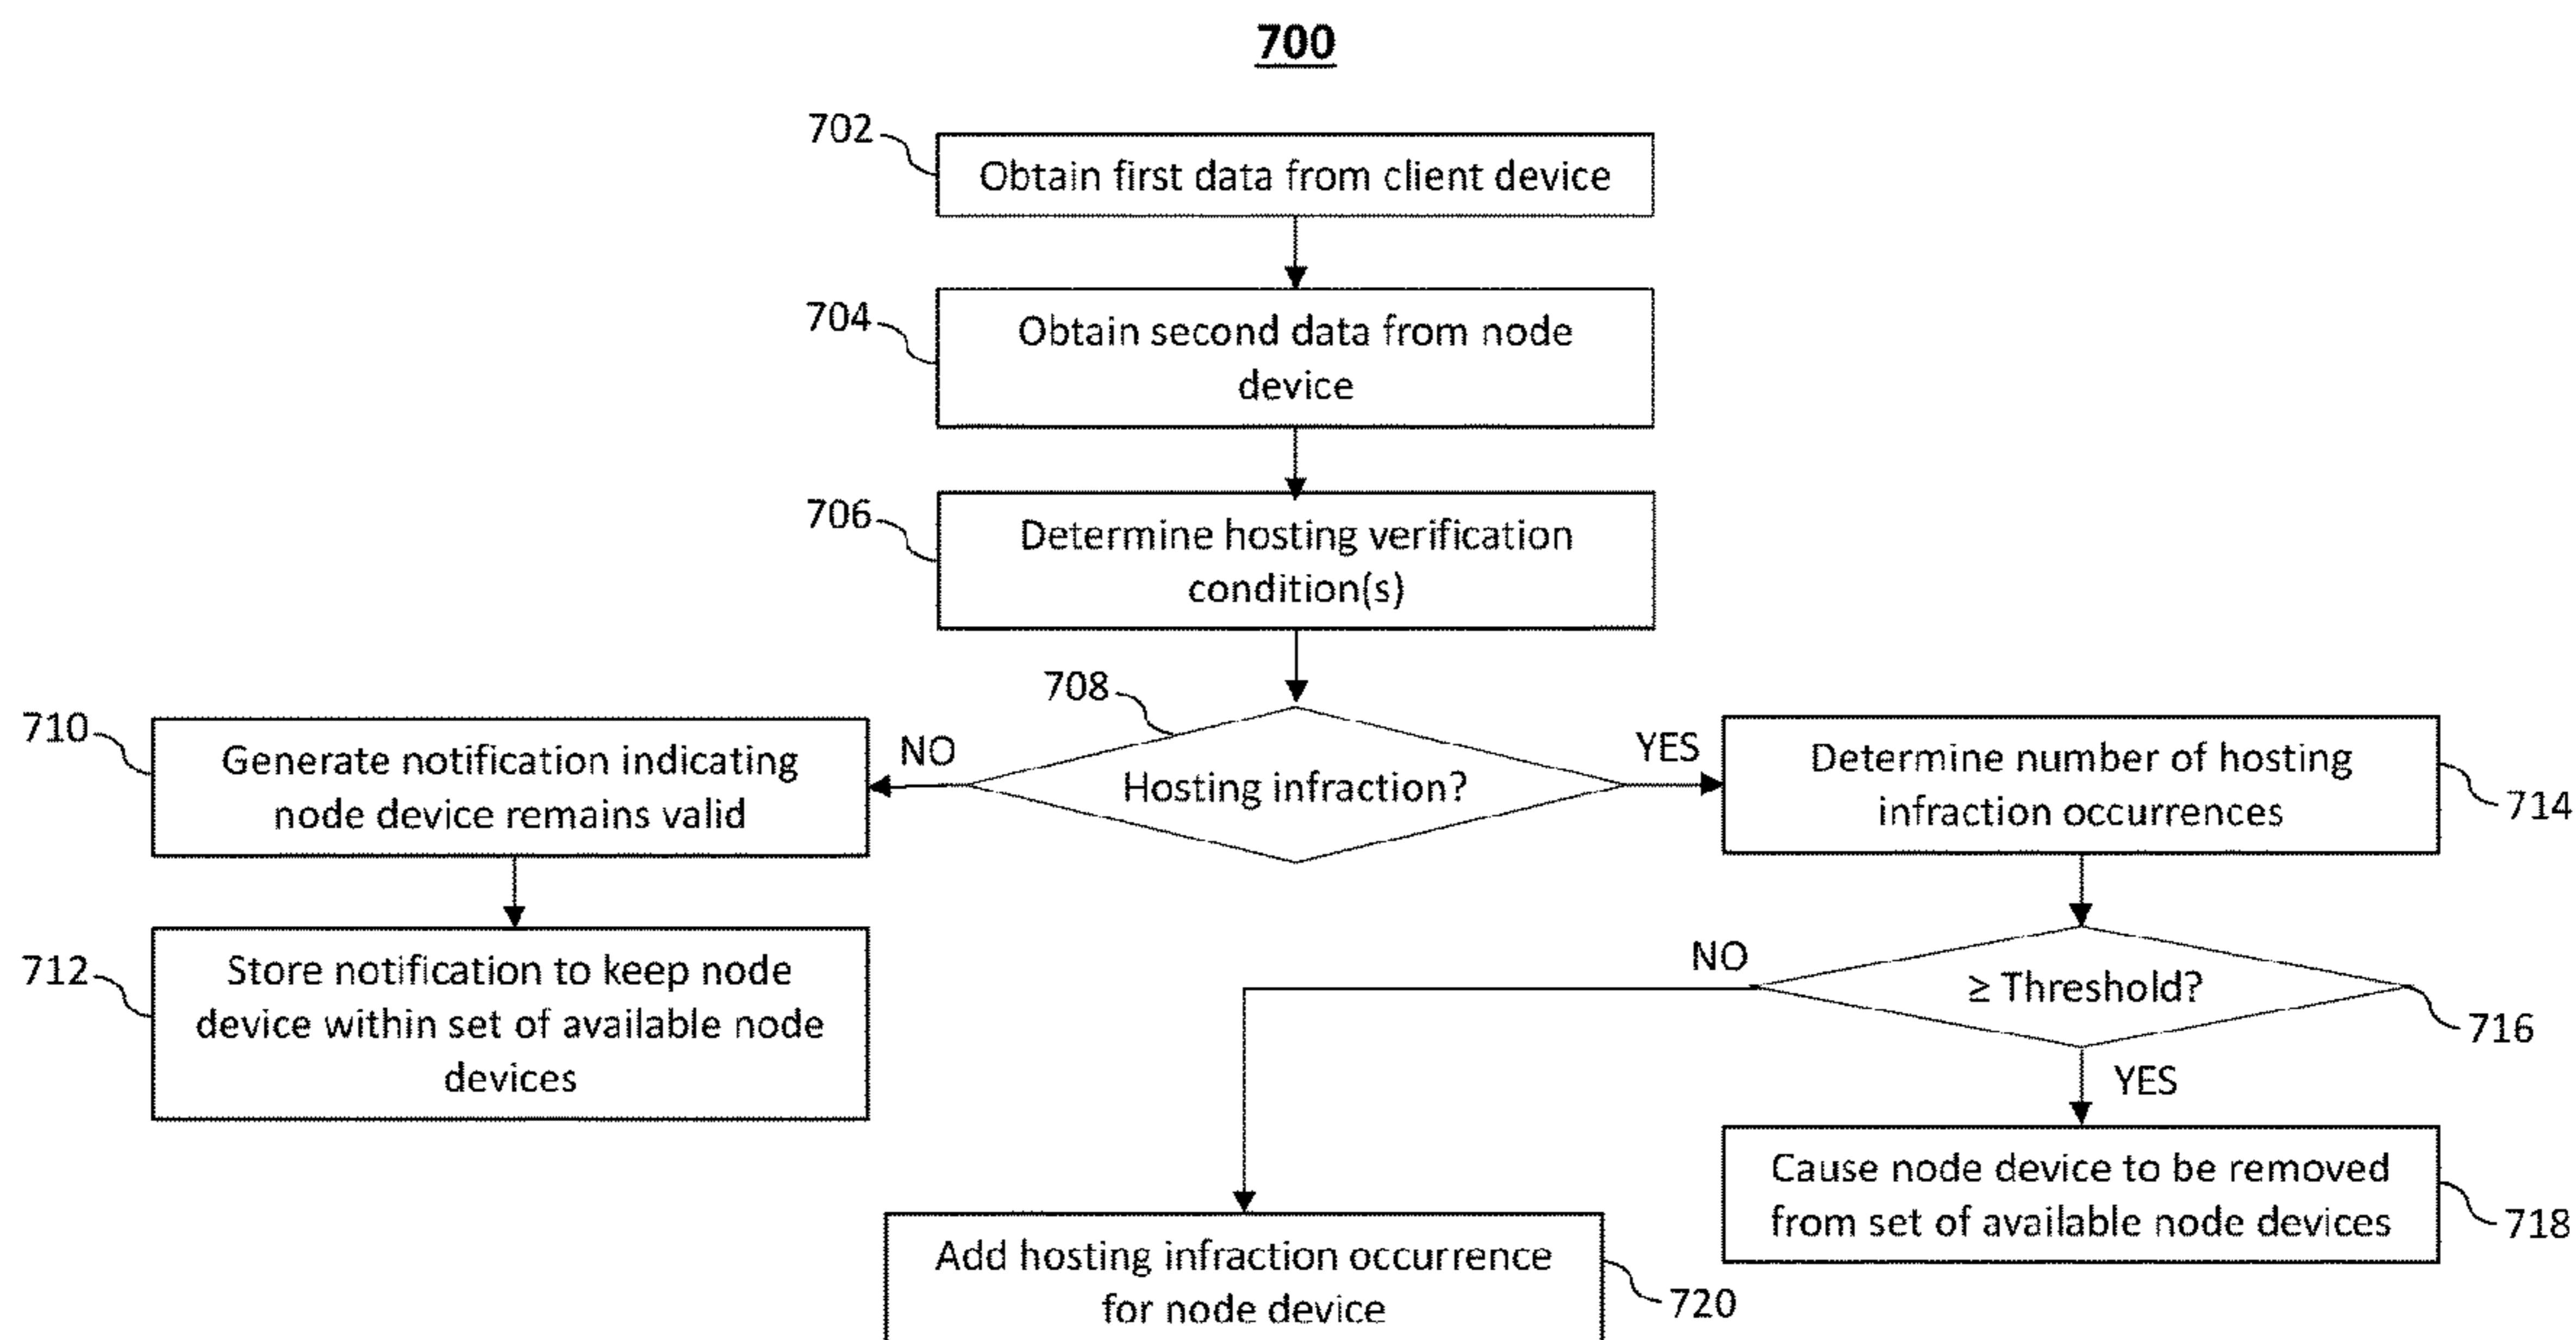 700
702
Obtain first data from client device
704
Obtain second data from node
device
706
Determine hosting verification
condition(s)
708
Hosting infraction?
NO
YES
710
Generate notification indicating
node device remains valid
712
Store notification to keep node
device within set of available node
devices
Determine number of hosting
infraction occurrences
714
≥ Threshold?
716
NO
YES
Cause node device to be removed
from set of available node devices
718
Add hosting infraction occurrence
for node device
720